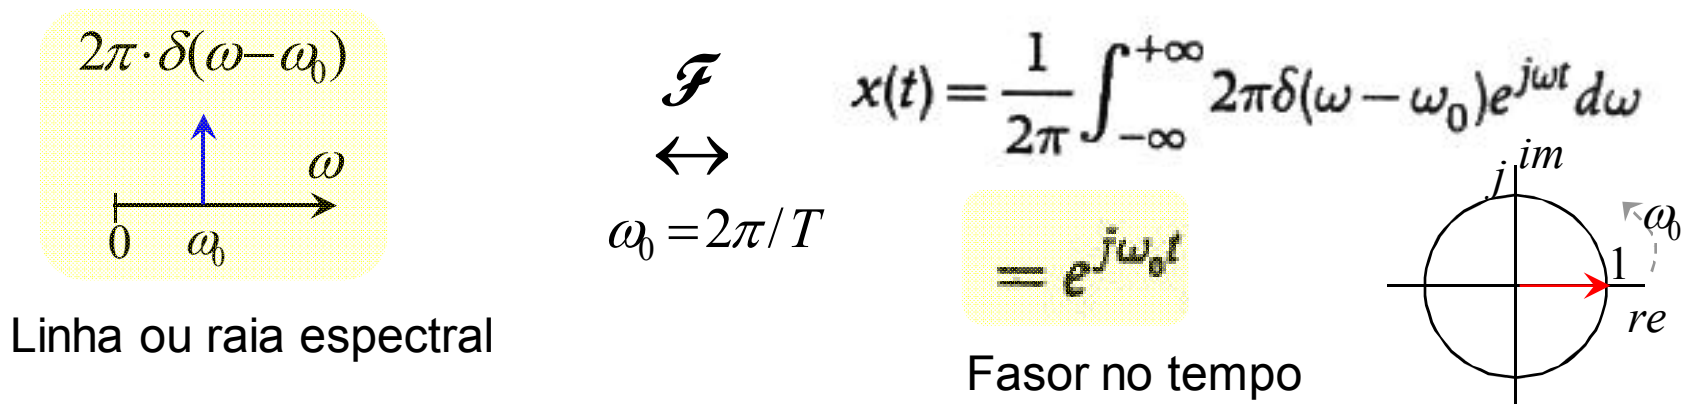 2π·δ(ω−ω₀)
ω
0 ω₀
Linha ou raia espectral
ℱ
↔
ω₀ = 2π/T
x(t) = 1/2π ∫₋∞⁺∞ 2πδ(ω − ω₀)e^{jωt} dω
= e^{jω₀t}
Fasor no tempo
j im
ω₀
1
re